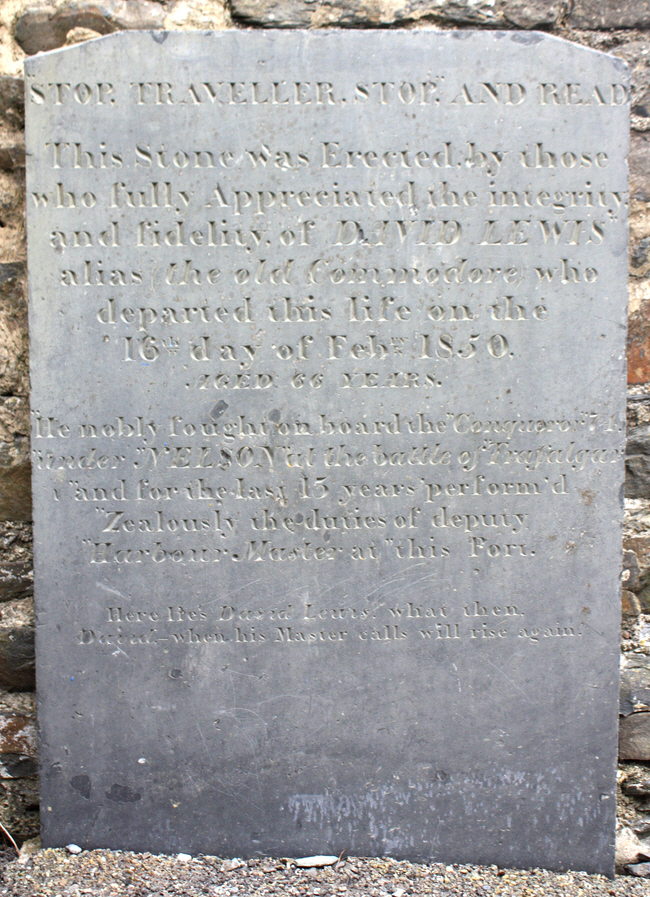 STOP, TRAVELLER, STOP, AND READ
This Stone was Erected by those
who fully Appreciated the integrity
and fidelity of DAVID LEWIS
alias (the old Commodore) who
departed this life on the
16th day of Febry 1850.
AGED 66 YEARS.
He nobly fought on board the "Conqueror" 74,
under "NELSON" at the battle of Trafalgar
and for the last 15 years perform'd
Zealously the duties of deputy
Harbour Master at this Port.
Here lie's David Lewis, what then,
David—when his Master calls will rise again.